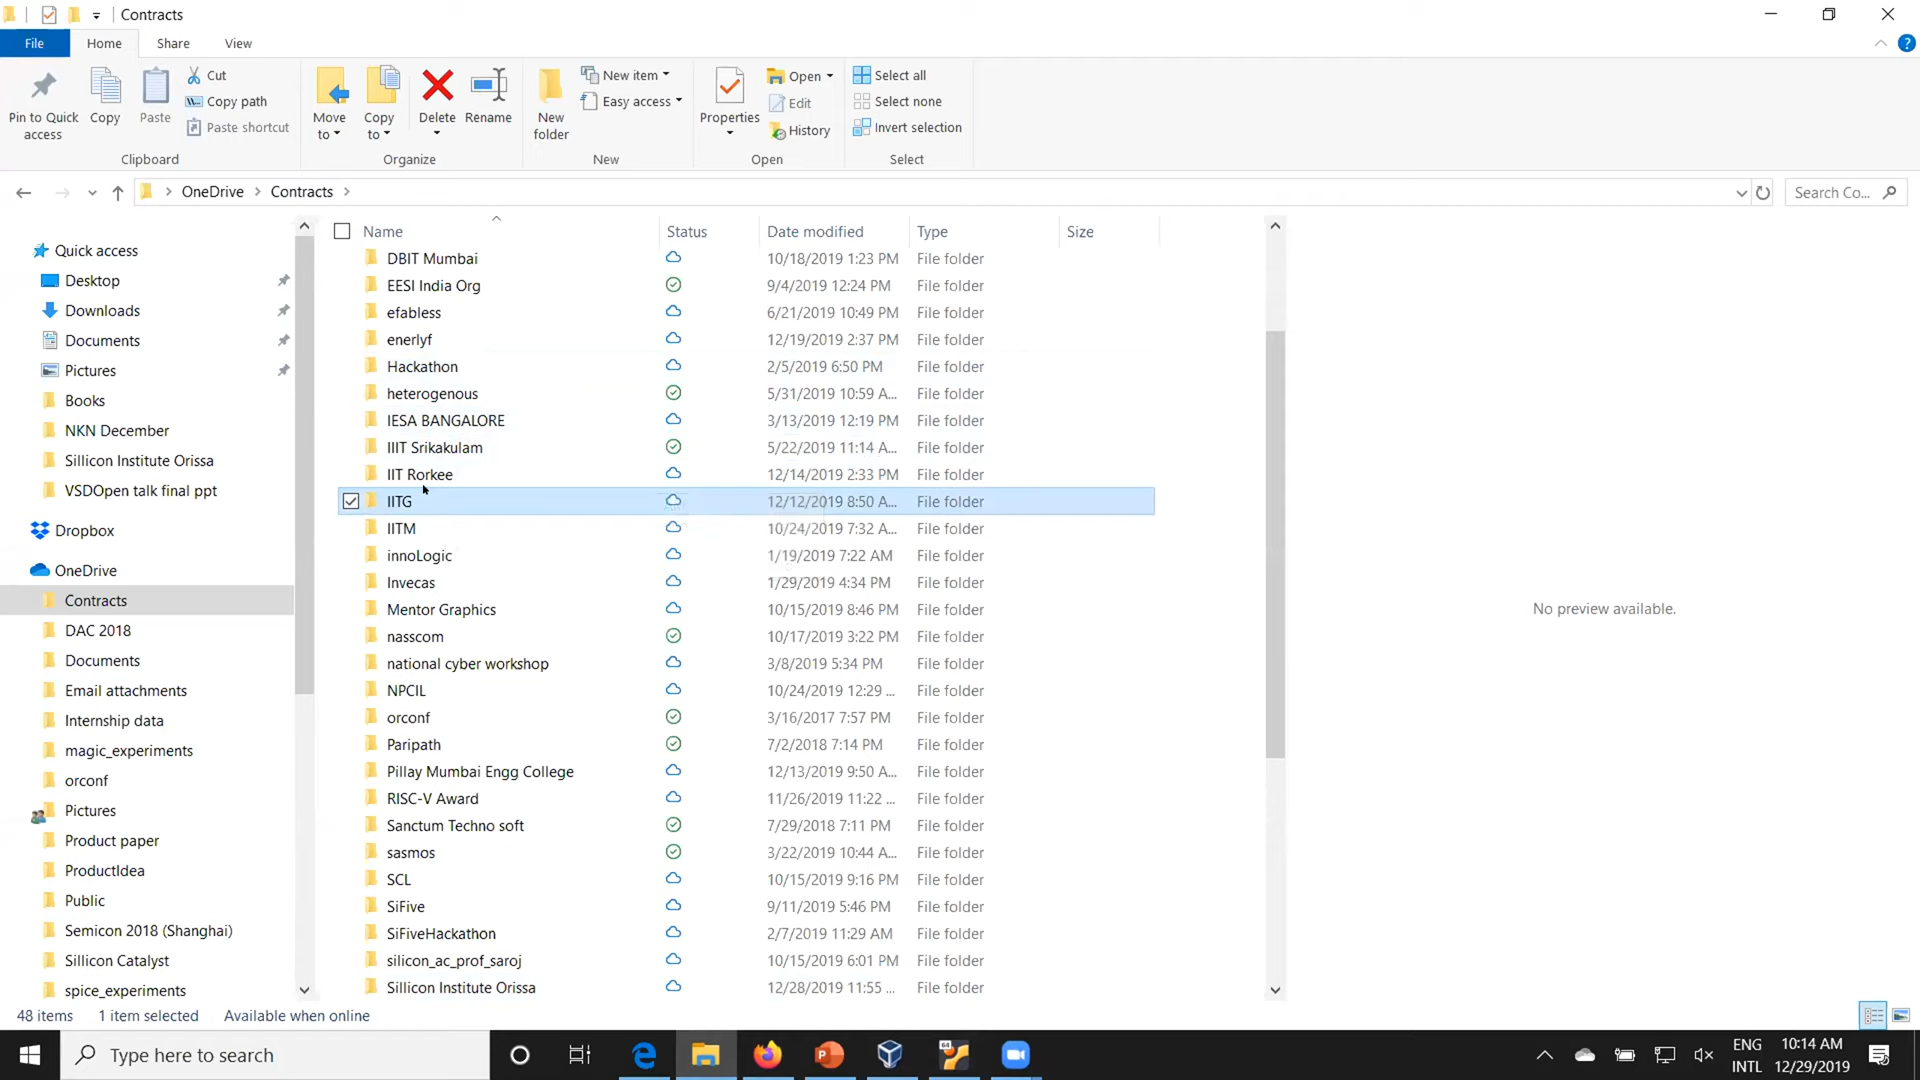 Contracts
File Home Share View
Pin to Quick access
Copy
Paste
Cut
Copy path
Paste shortcut
Clipboard
Move to
Copy to
Delete
Rename
Organize
New folder
New item
Easy access
New
Properties
Open
Edit
History
Open
Select all
Select none
Invert selection
Select
OneDrive > Contracts >
Search Co...
Quick access
Desktop
Downloads
Documents
Pictures
Books
NKN December
Sillicon Institute Orissa
VSDOpen talk final ppt
Dropbox
OneDrive
Contracts
DAC 2018
Documents
Email attachments
Internship data
magic_experiments
orconf
Pictures
Product paper
ProductIdea
Public
Semicon 2018 (Shanghai)
Sillicon Catalyst
spice_experiments
Name Status Date modified Type Size
DBIT Mumbai 10/18/2019 1:23 PM File folder
EESI India Org 9/4/2019 12:24 PM File folder
efabless 6/21/2019 10:49 PM File folder
enerlyf 12/19/2019 2:37 PM File folder
Hackathon 2/5/2019 6:50 PM File folder
heterogenous 5/31/2019 10:59 A... File folder
IESA BANGALORE 3/13/2019 12:19 PM File folder
IIIT Srikakulam 5/22/2019 11:14 A... File folder
IIT Rorkee 12/14/2019 2:33 PM File folder
IITG 12/12/2019 8:50 A... File folder
IITM 10/24/2019 7:32 A... File folder
innoLogic 1/19/2019 7:22 AM File folder
Invecas 1/29/2019 4:34 PM File folder
Mentor Graphics 10/15/2019 8:46 PM File folder
nasscom 10/17/2019 3:22 PM File folder
national cyber workshop 3/8/2019 5:34 PM File folder
NPCIL 10/24/2019 12:29 ... File folder
orconf 3/16/2017 7:57 PM File folder
Paripath 7/2/2018 7:14 PM File folder
Pillay Mumbai Engg College 12/13/2019 9:50 A... File folder
RISC-V Award 11/26/2019 11:22 ... File folder
Sanctum Techno soft 7/29/2018 7:11 PM File folder
sasmos 3/22/2019 10:44 A... File folder
SCL 10/15/2019 9:16 PM File folder
SiFive 9/11/2019 5:46 PM File folder
SiFiveHackathon 2/7/2019 11:29 AM File folder
silicon_ac_prof_saroj 10/15/2019 6:01 PM File folder
Sillicon Institute Orissa 12/28/2019 11:55 ... File folder
No preview available.
48 items 1 item selected Available when online
Type here to search
ENG
INTL
10:14 AM
12/29/2019